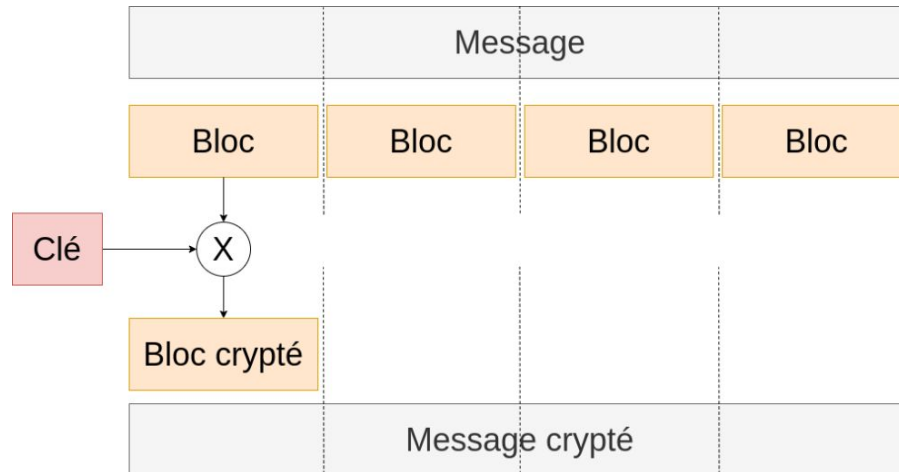 Message
Bloc Bloc Bloc Bloc
Clé X
Bloc crypté
Message crypté